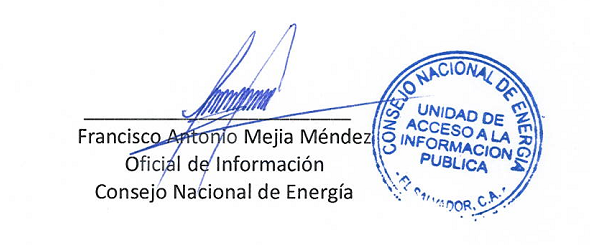 Francisco Antonio Mejia Méndez
Oficial de Información
Consejo Nacional de Energía
CONSEJO NACIONAL DE ENERGÍA
UNIDAD DE
ACCESO A LA
INFORMACION
PUBLICA
- EL SALVADOR, C.A. -